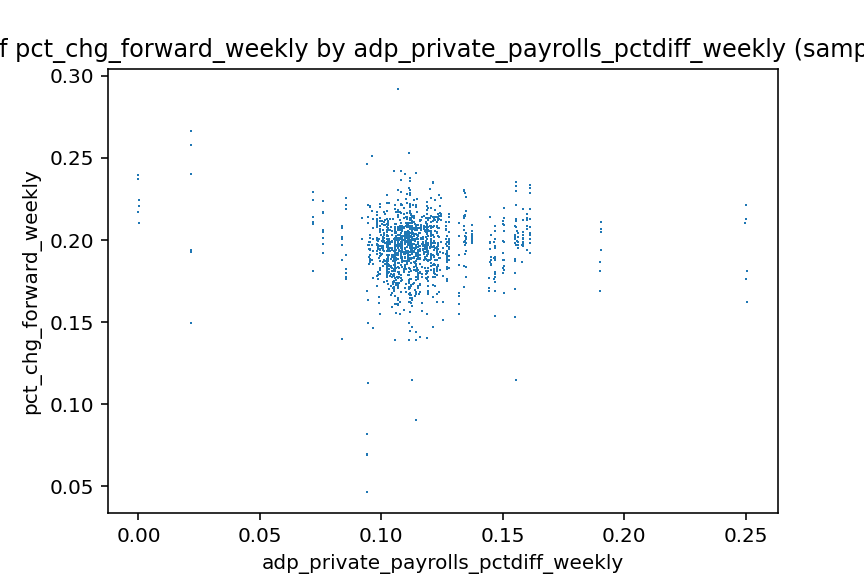 f pct_chg_forward_weekly by adp_private_payrolls_pctdiff_weekly (samp
0.30
0.25
0.20
0.15
0.10
0.05
pct_chg_forward_weekly
0.00 0.05 0.10 0.15 0.20 0.25
adp_private_payrolls_pctdiff_weekly